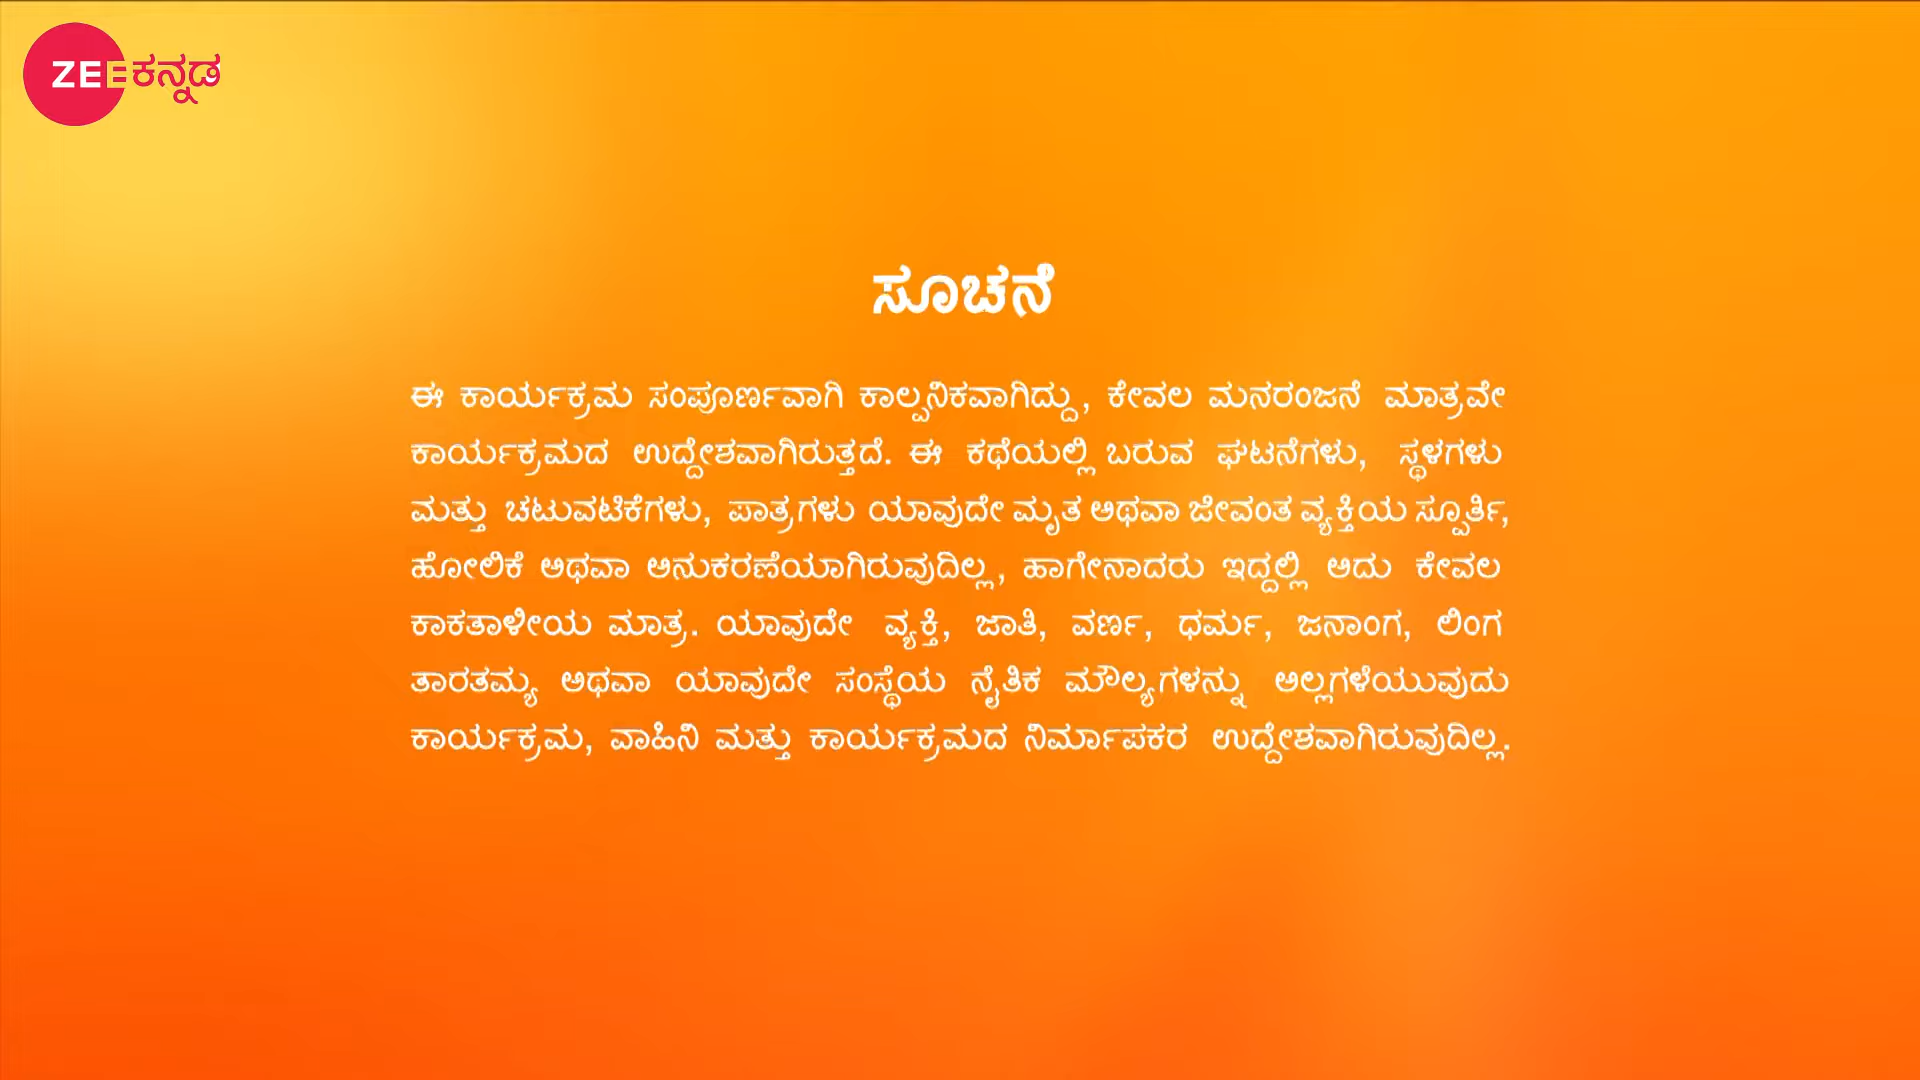 ZEEಕನ್ನಡ
ಸೂಚನೆ
ಈ ಕಾರ್ಯಕ್ರಮ ಸಂಪೂರ್ಣವಾಗಿ ಕಾಲ್ಪನಿಕವಾಗಿದ್ದು, ಕೇವಲ ಮನರಂಜನೆ ಮಾತ್ರವೇ
ಕಾರ್ಯಕ್ರಮದ ಉದ್ದೇಶವಾಗಿರುತ್ತದೆ. ಈ ಕಥೆಯಲ್ಲಿ ಬರುವ ಘಟನೆಗಳು, ಸ್ಥಳಗಳು
ಮತ್ತು ಚಟುವಟಿಕೆಗಳು, ಪಾತ್ರಗಳು ಯಾವುದೇ ಮೃತ ಅಥವಾ ಜೀವಂತ ವ್ಯಕ್ತಿಯ ಸ್ಪೂರ್ತಿ,
ಹೋಲಿಕೆ ಅಥವಾ ಅನುಕರಣೆಯಾಗಿರುವುದಿಲ್ಲ, ಹಾಗೇನಾದರು ಇದ್ದಲ್ಲಿ ಅದು ಕೇವಲ
ಕಾಕತಾಳೀಯ ಮಾತ್ರ. ಯಾವುದೇ ವ್ಯಕ್ತಿ, ಜಾತಿ, ವರ್ಣ, ಧರ್ಮ, ಜನಾಂಗ, ಲಿಂಗ
ತಾರತಮ್ಯ ಅಥವಾ ಯಾವುದೇ ಸಂಸ್ಥೆಯ ನೈತಿಕ ಮೌಲ್ಯಗಳನ್ನು ಅಲ್ಲಗಳೆಯುವುದು
ಕಾರ್ಯಕ್ರಮ, ವಾಹಿನಿ ಮತ್ತು ಕಾರ್ಯಕ್ರಮದ ನಿರ್ಮಾಪಕರ ಉದ್ದೇಶವಾಗಿರುವುದಿಲ್ಲ.